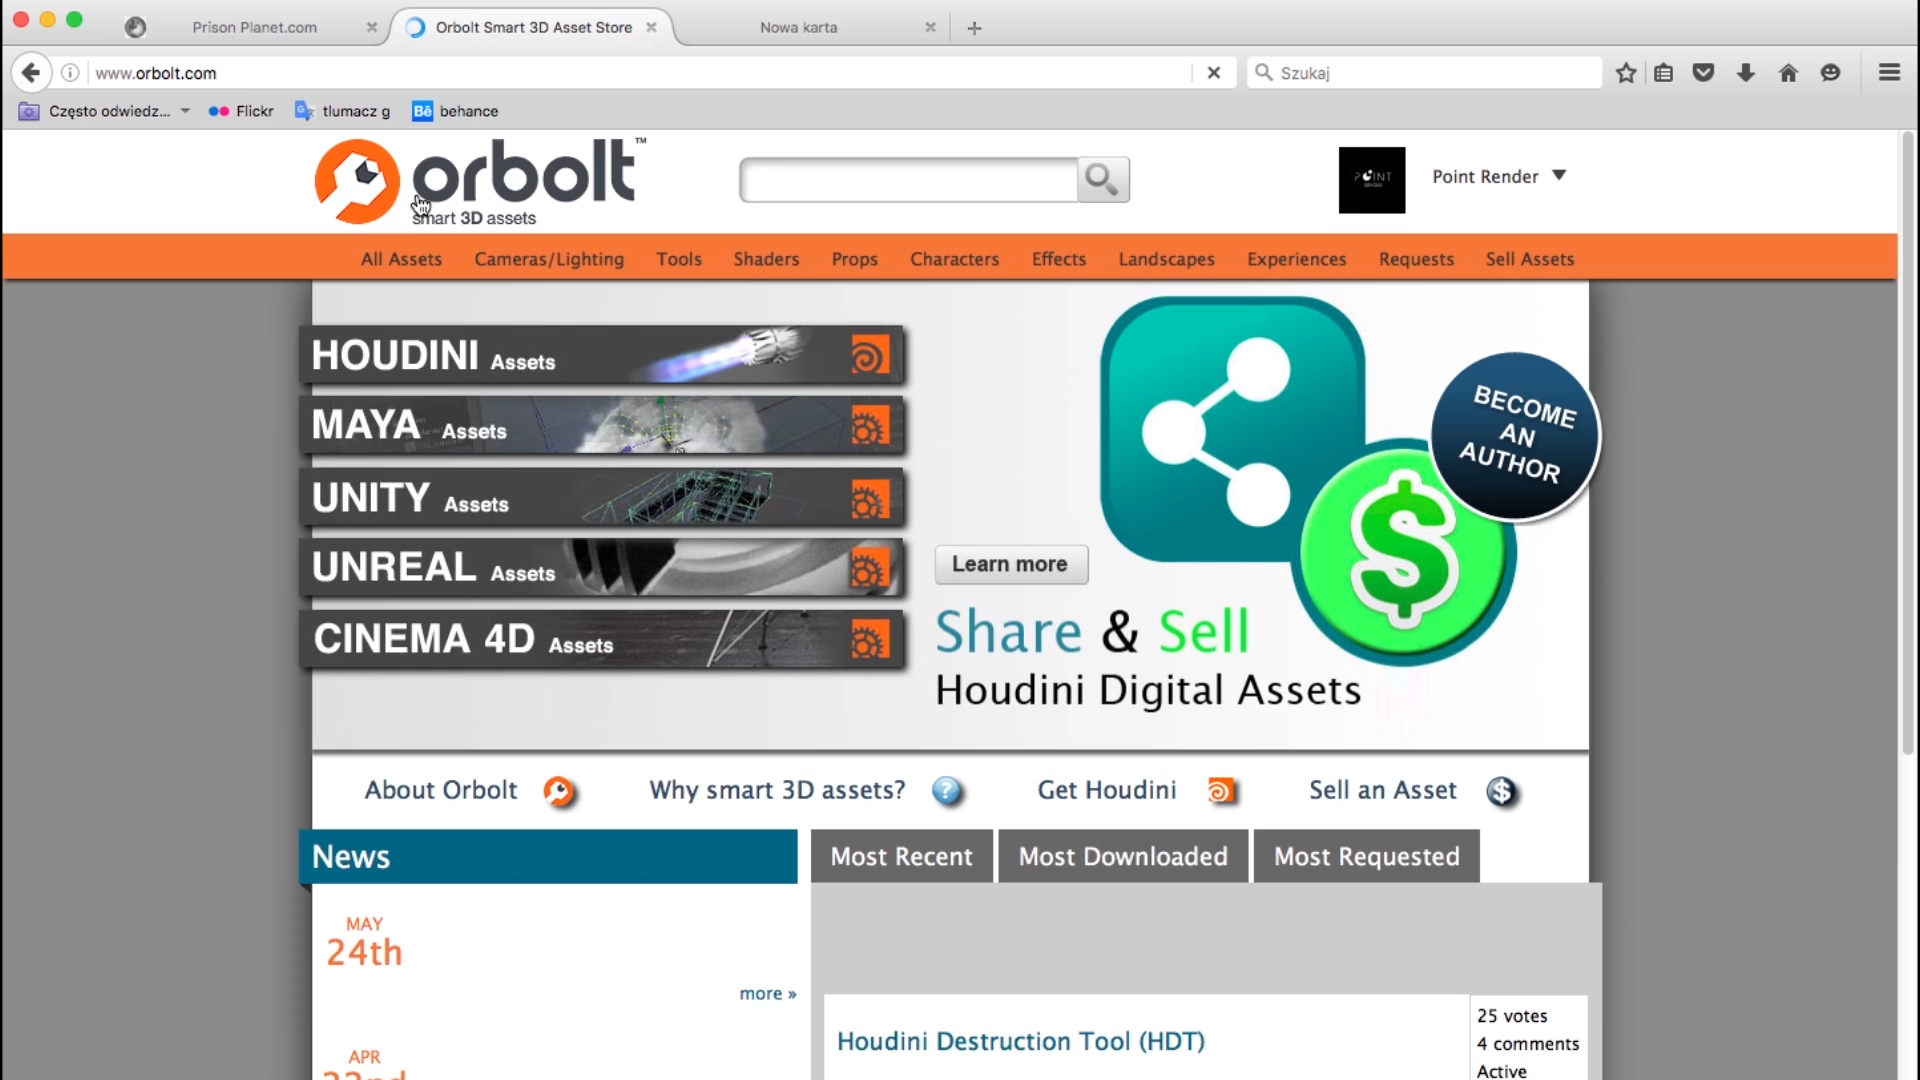 Prison Planet.com
Orbolt Smart 3D Asset Store
Nowa karta
www.orbolt.com
Szukaj
Często odwiedz...
Flickr
tlumacz g
Bē behance
orbolt™
smart 3D assets
POINT
Point Render
All Assets
Cameras/Lighting
Tools
Shaders
Props
Characters
Effects
Landscapes
Experiences
Requests
Sell Assets
HOUDINI Assets
MAYA Assets
UNITY Assets
UNREAL Assets
CINEMA 4D Assets
BECOME
AN
AUTHOR
$
Learn more
Share & Sell
Houdini Digital Assets
About Orbolt
Why smart 3D assets? ?
Get Houdini
Sell an Asset $
News
Most Recent
Most Downloaded
Most Requested
MAY
24th
more »
Houdini Destruction Tool (HDT)
25 votes
4 comments
Active
APR